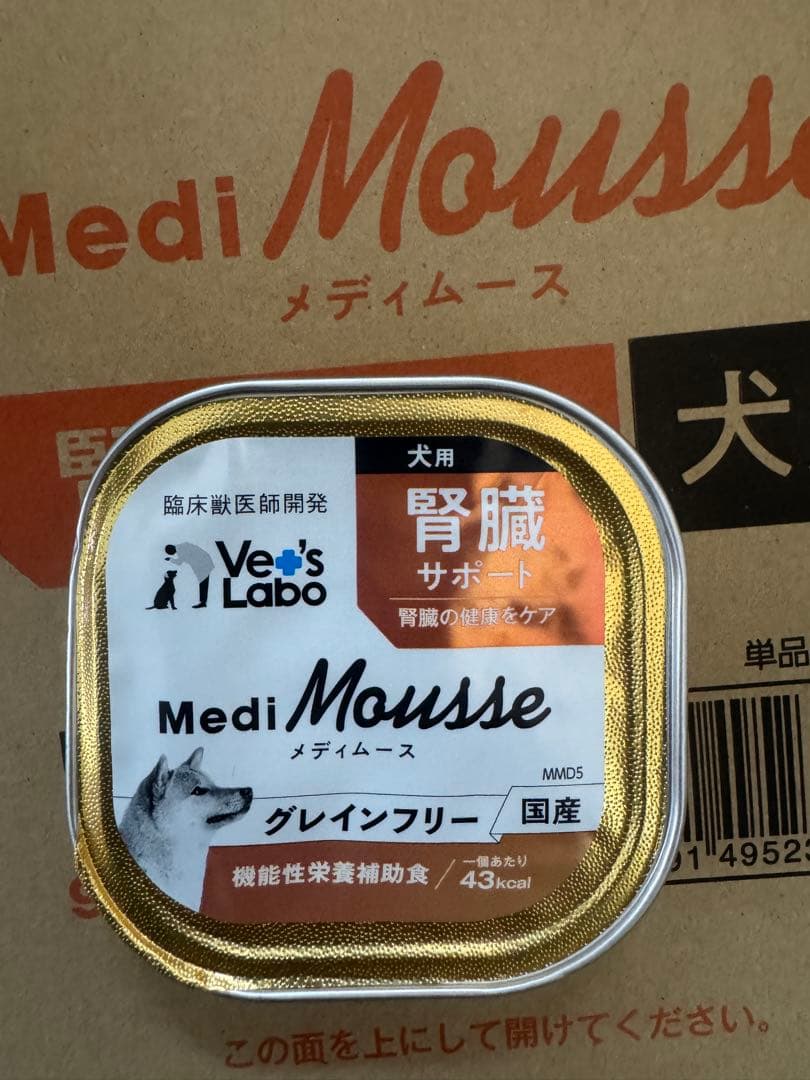 Medi Mousse
メディムース
犬
犬用
腎臓
サポート
腎臓の健康をケア
臨床獣医師開発
Vet's
Labo
Medi Mousse
メディムース
MMD5
グレインフリー
国産
機能性栄養補助食/一個あたり
43kcal
単品
91 49523
この面を上にして開けてください。